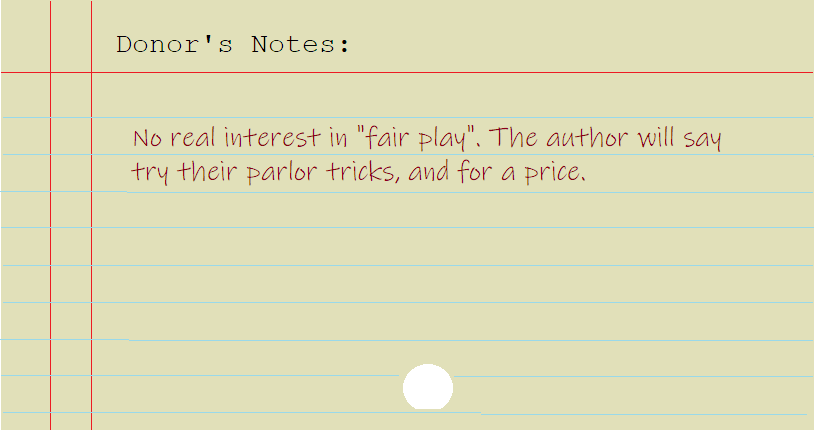 Donor's Notes:
No real interest in "fair play". The author will say
try their parlor tricks, and for a price.